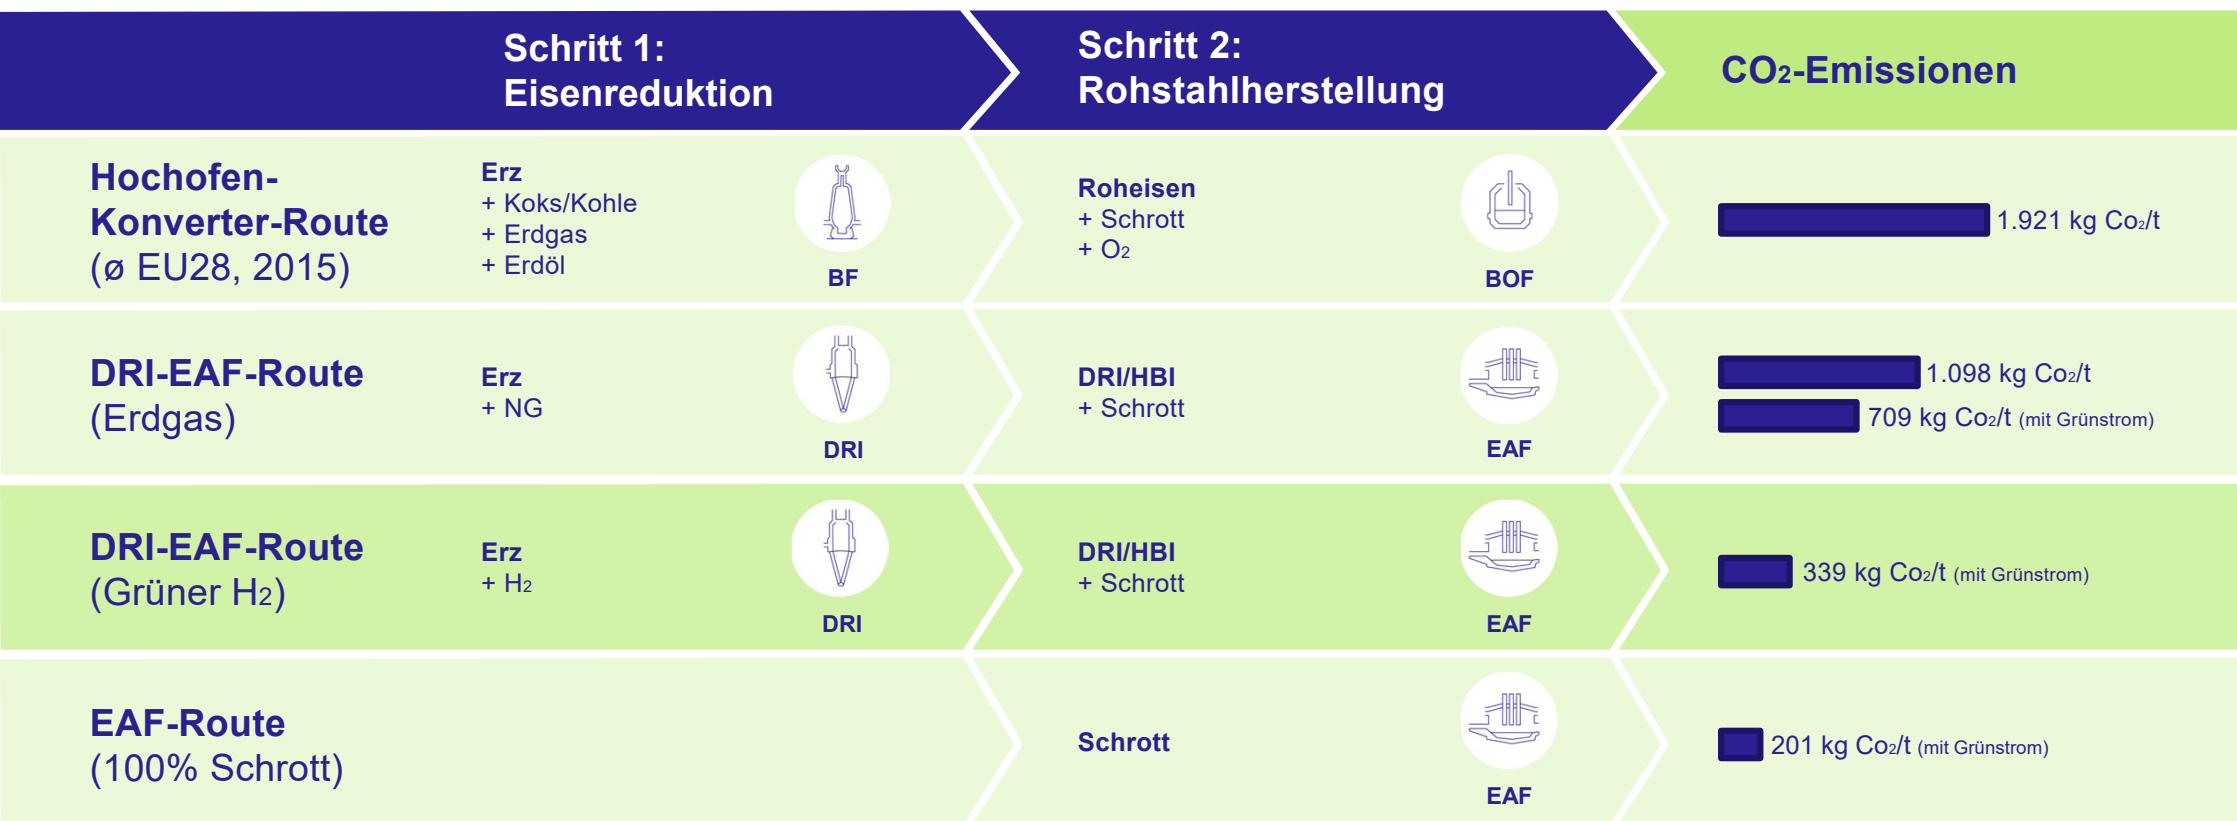 Schritt 1:
Eisenreduktion
Schritt 2:
Rohstahlherstellung
CO2-Emissionen
Hochofen-
Konverter-Route
(ø EU28, 2015)
Erz
+ Koks/Kohle
+ Erdgas
+ Erdöl
BF
Roheisen
+ Schrott
+ O2
BOF
1.921 kg Co2/t
DRI-EAF-Route
(Erdgas)
Erz
+ NG
DRI
DRI/HBI
+ Schrott
EAF
1.098 kg Co2/t
709 kg Co2/t (mit Grünstrom)
DRI-EAF-Route
(Grüner H2)
Erz
+ H2
DRI
DRI/HBI
+ Schrott
EAF
339 kg Co2/t (mit Grünstrom)
EAF-Route
(100% Schrott)
Schrott
EAF
201 kg Co2/t (mit Grünstrom)